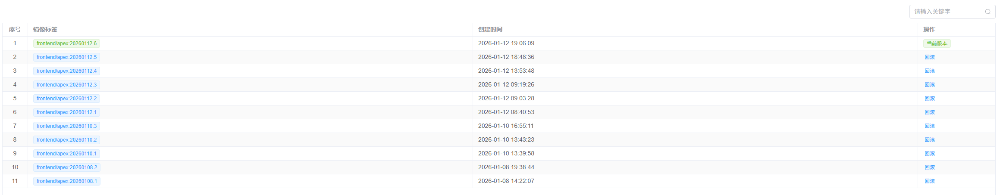 请输入关键字
序号 镜像标签 创建时间 操作
1 frontend/apex:20260112.6 2026-01-12 19:06:09 当前版本
2 frontend/apex:20260112.5 2026-01-12 18:48:36 回滚
3 frontend/apex:20260112.4 2026-01-12 13:53:48 回滚
4 frontend/apex:20260112.3 2026-01-12 09:19:26 回滚
5 frontend/apex:20260112.2 2026-01-12 09:03:28 回滚
6 frontend/apex:20260112.1 2026-01-12 08:40:53 回滚
7 frontend/apex:20260110.3 2026-01-10 16:55:11 回滚
8 frontend/apex:20260110.2 2026-01-10 13:43:23 回滚
9 frontend/apex:20260110.1 2026-01-10 13:39:58 回滚
10 frontend/apex:20260108.2 2026-01-08 19:38:44 回滚
11 frontend/apex:20260108.1 2026-01-08 14:22:07 回滚